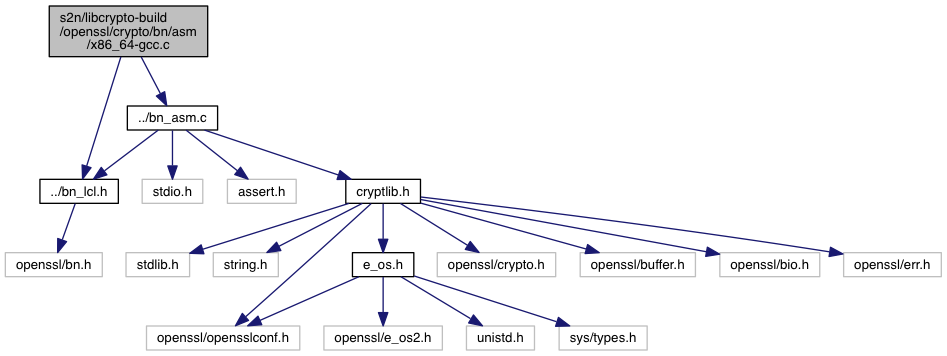 s2n/libcrypto-build
/openssl/crypto/bn/asm
/x86_64-gcc.c
../bn_asm.c
../bn_lcl.h
stdio.h
assert.h
cryptlib.h
openssl/bn.h
stdlib.h
string.h
e_os.h
openssl/crypto.h
openssl/buffer.h
openssl/bio.h
openssl/err.h
openssl/opensslconf.h
openssl/e_os2.h
unistd.h
sys/types.h